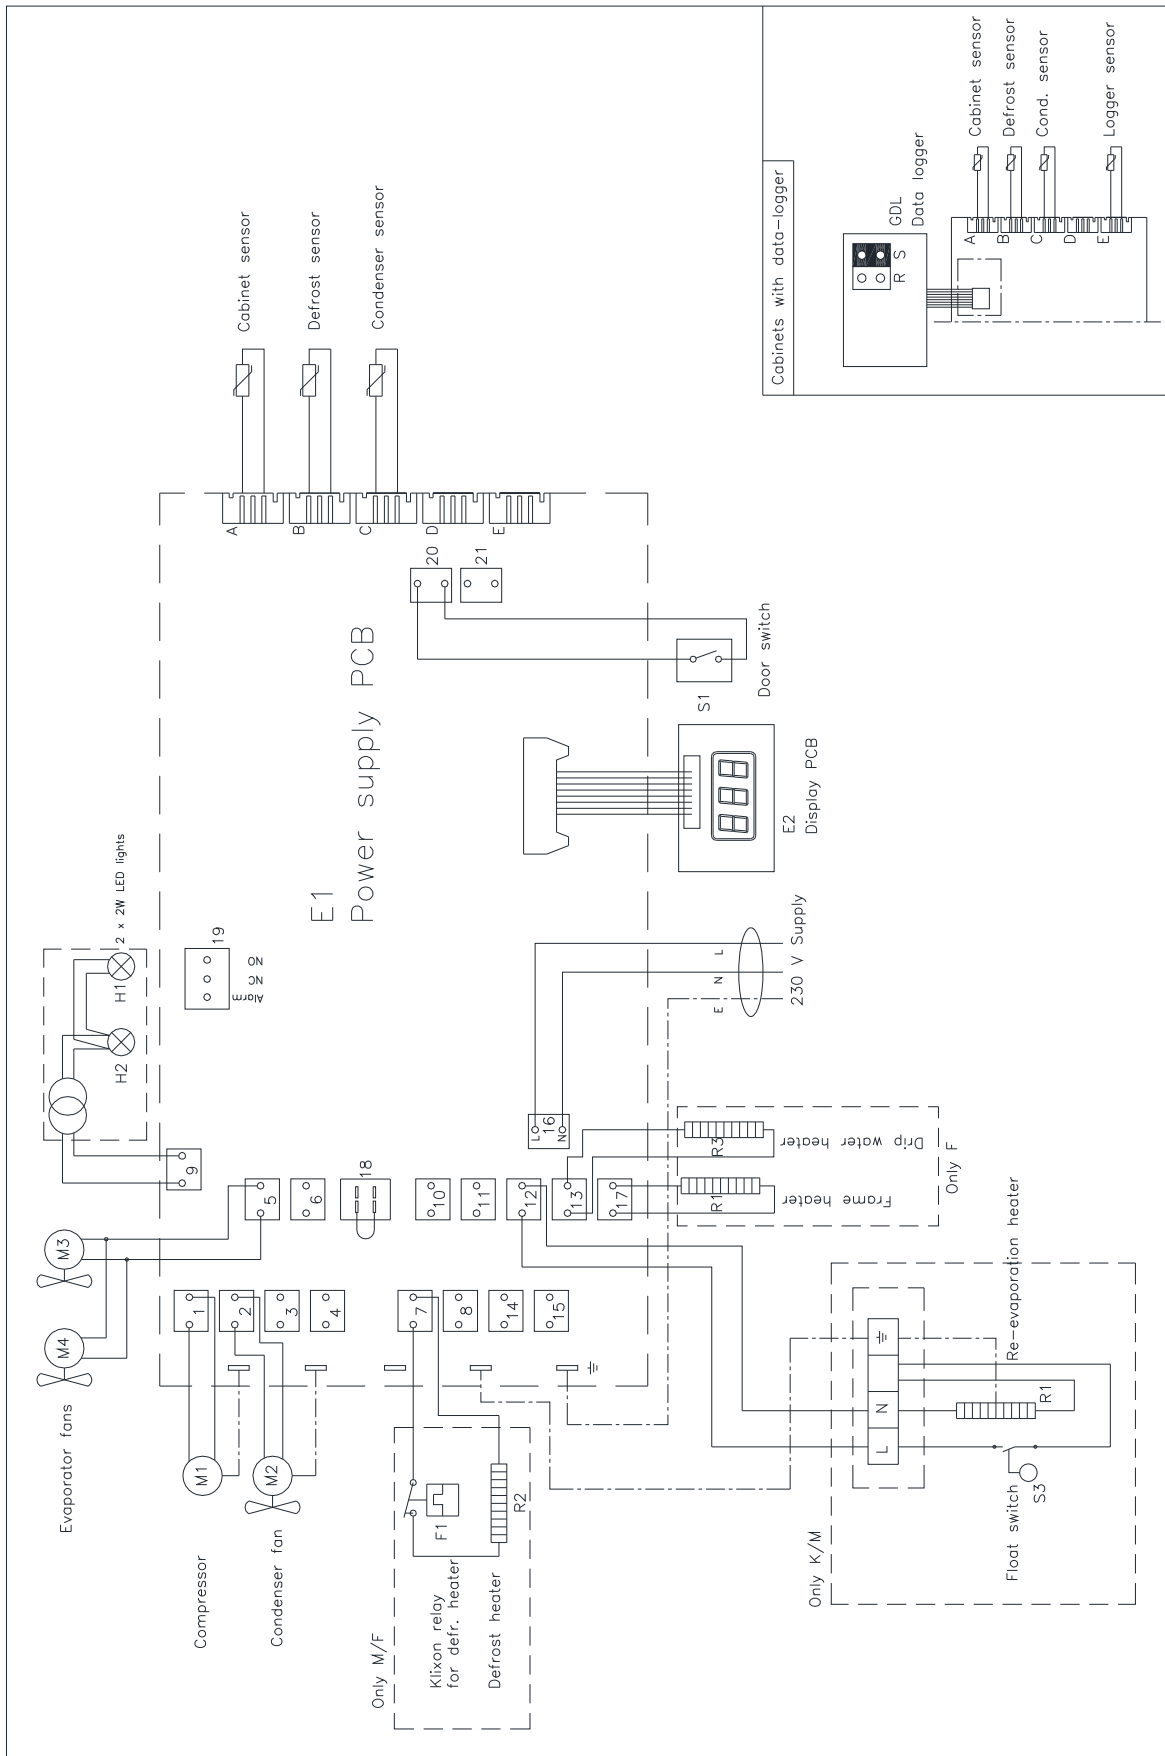 Cabinet sensor
Defrost sensor
Condenser sensor
A
B
C
D
E
20
21
S1
Door switch
E1
Power supply PCB
E2
Display PCB
2 x 2W LED lights
H1
H2
19
NO
NC
Alarm
L
N
E
230 V Supply
16
L
N
9
5
6
18
10
11
12
13
17
R3
Drip water heater
R1
Frame heater
Only F
M3
M4
Evaporator fans
1
2
3
4
7
8
14
15
M1
M2
Compressor
Condenser fan
Only M/F
F1
R2
Klixon relay
for defr. heater
Defrost heater
Only K/M
L
N
Re-evaporation heater
R1
S3
Float switch
Cabinets with data-logger
GDL
Data logger
R
S
A
B
C
D
E
Cabinet sensor
Defrost sensor
Cond. sensor
Logger sensor